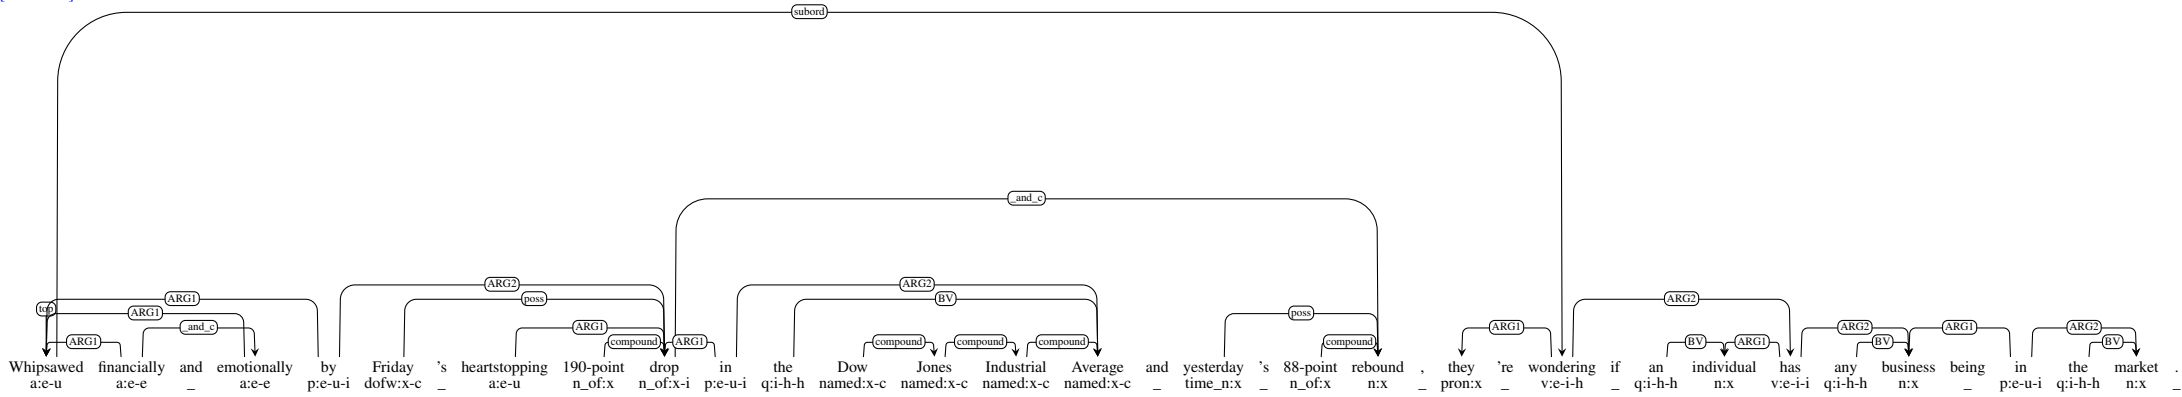 subord
_and_c
ARG2 ARG2
ARG1 poss BV ARG2
top ARG1 poss
_and_c ARG1 ARG1 ARG2 ARG1 ARG2
ARG1 compound ARG1 compound compound compound compound BV ARG1 BV BV
Whipsawed financially and emotionally by Friday 's heartstopping 190-point drop in the Dow Jones Industrial Average and yesterday 's 88-point rebound , they 're wondering if an individual has any business being in the market .
a:e-u a:e-e _ a:e-e p:e-u-i dofw:x-c _ a:e-u n_of:x n_of:x-i p:e-u-i q:i-h-h named:x-c named:x-c named:x-c named:x-c _ time_n:x _ n_of:x n:x _ pron:x _ v:e-i-h _ q:i-h-h n:x v:e-i-i q:i-h-h n:x _ p:e-u-i q:i-h-h n:x _